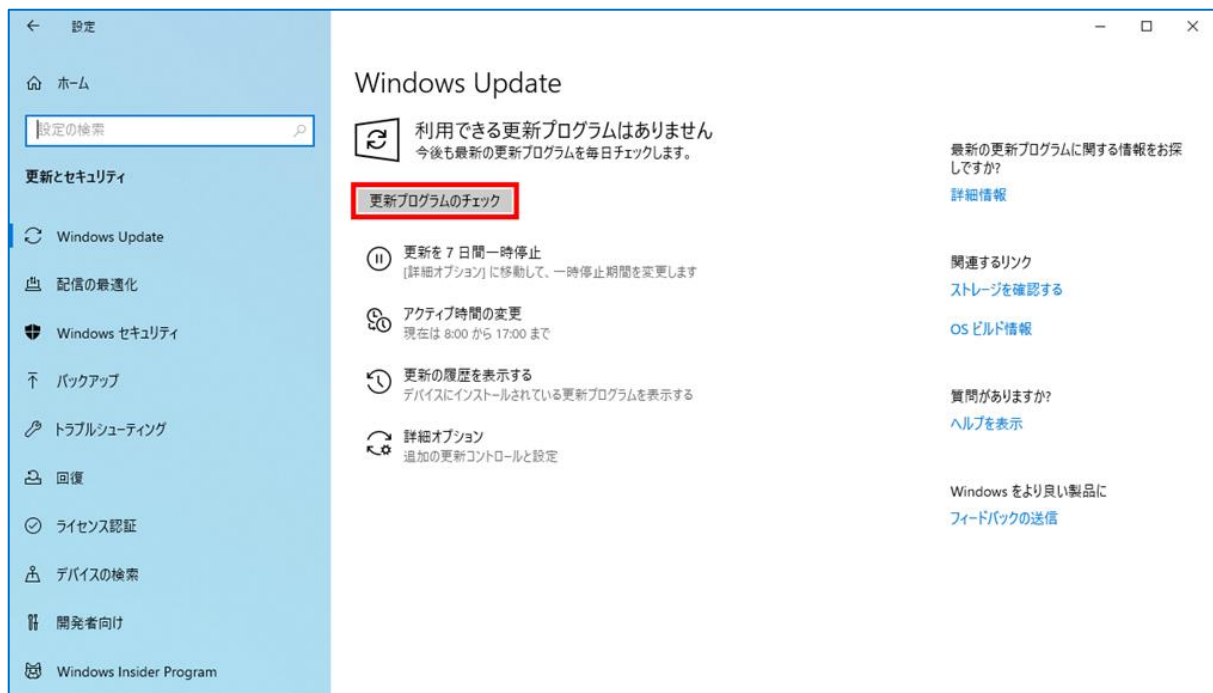 設定
ホーム
設定の検索
更新とセキュリティ
Windows Update
配信の最適化
Windows セキュリティ
バックアップ
トラブルシューティング
回復
ライセンス認証
デバイスの検索
開発者向け
Windows Insider Program
Windows Update
利用できる更新プログラムはありません
今後も最新の更新プログラムを毎日チェックします。
更新プログラムのチェック
更新を 7 日間一時停止
[詳細オプション] に移動して、一時停止期間を変更します
アクティブ時間の変更
現在は 8:00 から 17:00 まで
更新の履歴を表示する
デバイスにインストールされている更新プログラムを表示する
詳細オプション
追加の更新コントロールと設定
最新の更新プログラムに関する情報をお探
しですか?
詳細情報
関連するリンク
ストレージを確認する
OS ビルド情報
質問がありますか?
ヘルプを表示
Windows をより良い製品に
フィードバックの送信